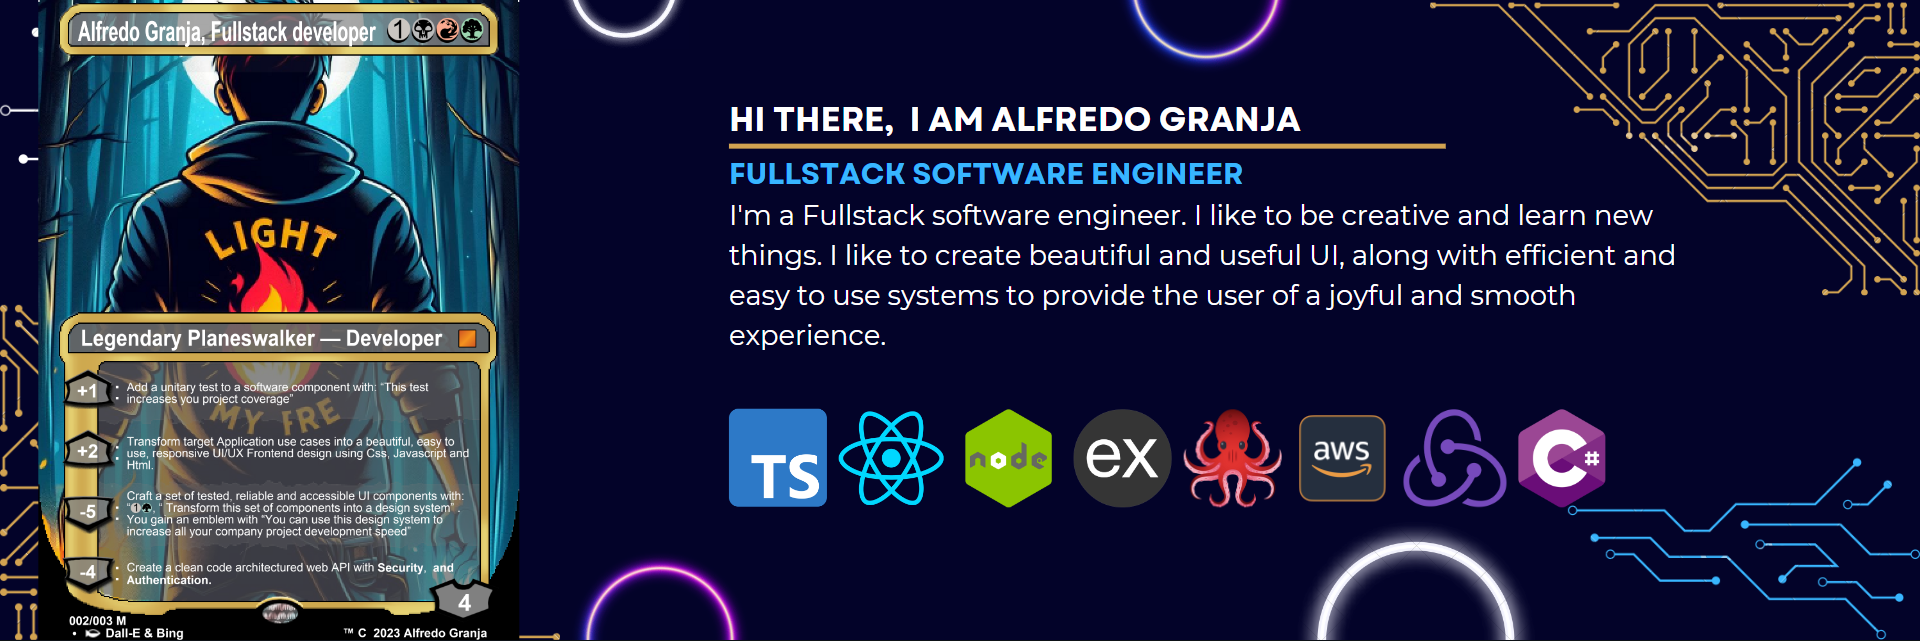 Alfredo Granja, Fullstack developer 1
LIGHT
Legendary Planeswalker — Developer
+1
• Add a unitary test to a software component with: “This test
• increases you project coverage”
MY FRE
+2
Transform target Application use cases into a beautiful, easy to
use, responsive UI/UX Frontend design using Css, Javascript and
Html.
-5
Craft a set of tested, reliable and accessible UI components with:
“1, “ Transform this set of components into a design system” .
You gain an emblem with “You can use this design system to
increase all your company project development speed”
-4
• Create a clean code architectured web API with Security, and
• Authentication.
4
002/003 M
• Dall-E & Bing
™ C 2023 Alfredo Granja
HI THERE, I AM ALFREDO GRANJA
FULLSTACK SOFTWARE ENGINEER
I'm a Fullstack software engineer. I like to be creative and learn new
things. I like to create beautiful and useful UI, along with efficient and
easy to use systems to provide the user of a joyful and smooth
experience.
TS
node
ex
aws
C#